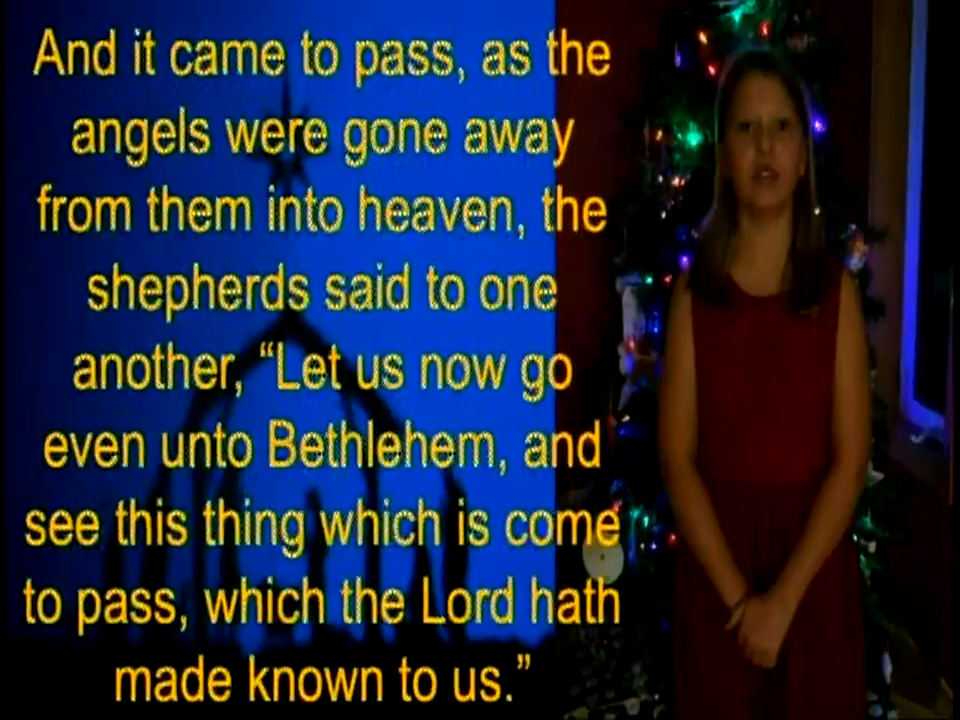 And it came to pass, as the
angels were gone away
from them into heaven, the
shepherds said to one
another, “Let us now go
even unto Bethlehem, and
see this thing which is come
to pass, which the Lord hath
made known to us.”